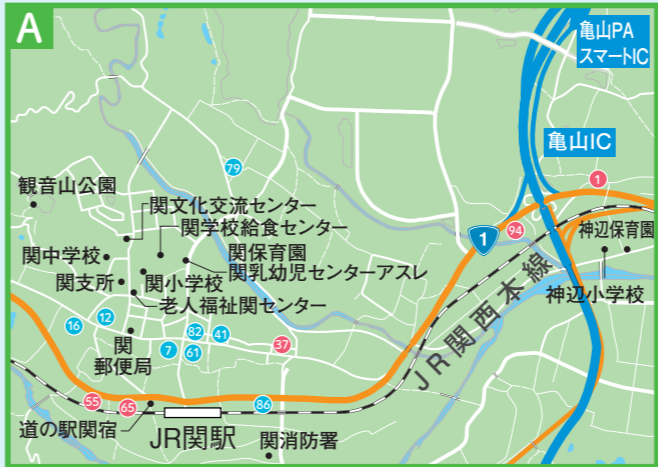 A
亀山PA
スマートIC
亀山IC
1
79
観音山公園
関文化交流センター
関学校給食センター
94
1
神辺保育園
関中学校
関保育園
関乳幼児センターアスレ
関支所
関小学校
老人福祉関センター
神辺小学校
JR関西本線
16
12
82
41
37
関
郵便局
7
61
55
65
86
道の駅関宿
JR関駅
関消防署